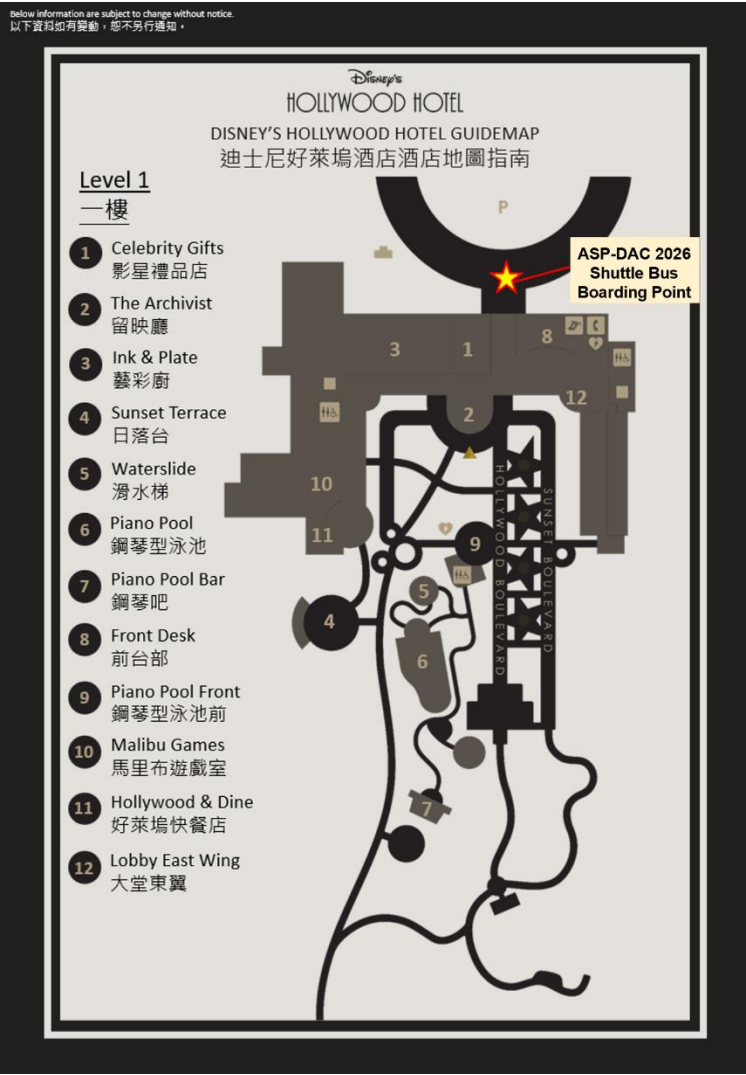 Below information are subject to change without notice.
以下資料如有變動，恕不另行通知。
Disney's
HOLLYWOOD HOTEL
DISNEY'S HOLLYWOOD HOTEL GUIDEMAP
迪士尼好萊塢酒店酒店地圖指南
Level 1
一樓
1 Celebrity Gifts
影星禮品店
2 The Archivist
留映廳
3 Ink & Plate
藝彩廚
4 Sunset Terrace
日落台
5 Waterslide
滑水梯
6 Piano Pool
鋼琴型泳池
7 Piano Pool Bar
鋼琴吧
8 Front Desk
前台部
9 Piano Pool Front
鋼琴型泳池前
10 Malibu Games
馬里布遊戲室
11 Hollywood & Dine
好萊塢快餐店
12 Lobby East Wing
大堂東翼
P
ASP-DAC 2026
Shuttle Bus
Boarding Point
3
1
8
2
12
10
11
9
5
4
6
7
HOLLYWOOD BOULEVARD
SUNSET BOULEVARD